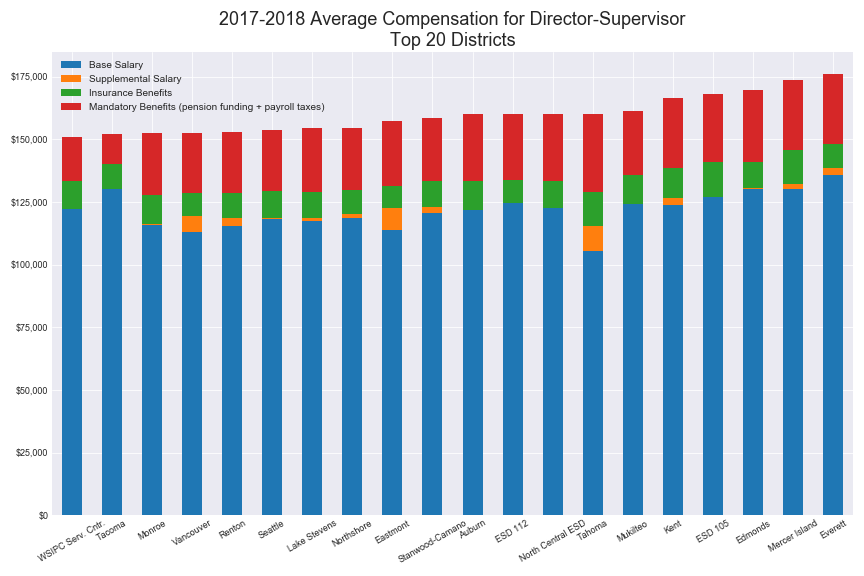 2017-2018 Average Compensation for Director-Supervisor
Top 20 Districts
Base Salary
Supplemental Salary
Insurance Benefits
Mandatory Benefits (pension funding + payroll taxes)
$175,000
$150,000
$125,000
$100,000
$75,000
$50,000
$25,000
$0
WSIPC Serv. Cntr.
Tacoma
Monroe
Vancouver
Renton
Seattle
Lake Stevens
Northshore
Eastmont
Stanwood-Camano
Auburn
ESD 112
North Central ESD
Tahoma
Mukilteo
Kent
ESD 105
Edmonds
Mercer Island
Everett